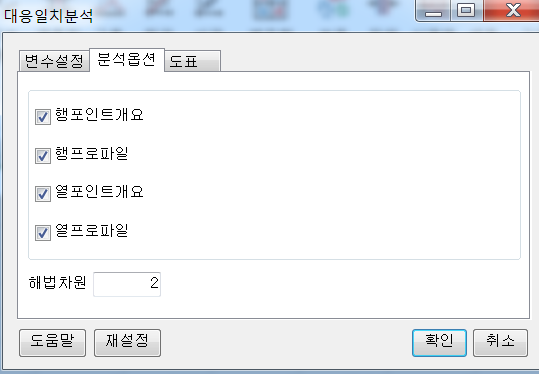 대응일치분석
변수설정 분석옵션 도표
행포인트개요
행프로파일
열포인트개요
열프로파일
해법차원 2
도움말 재설정 확인 취소